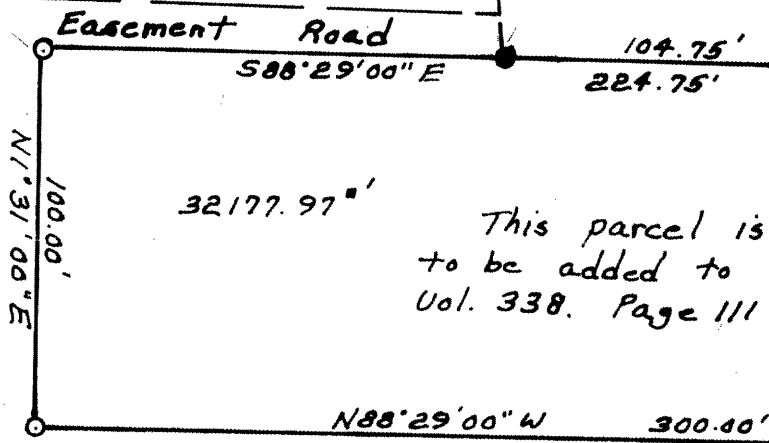 Easement Road
S88°29'00" E
104.75'
224.75'
N1°31'00"E
100.00'
32177.97 "'
This parcel is
to be added to
Vol. 338. Page 111
N88°29'00" W
300.00'